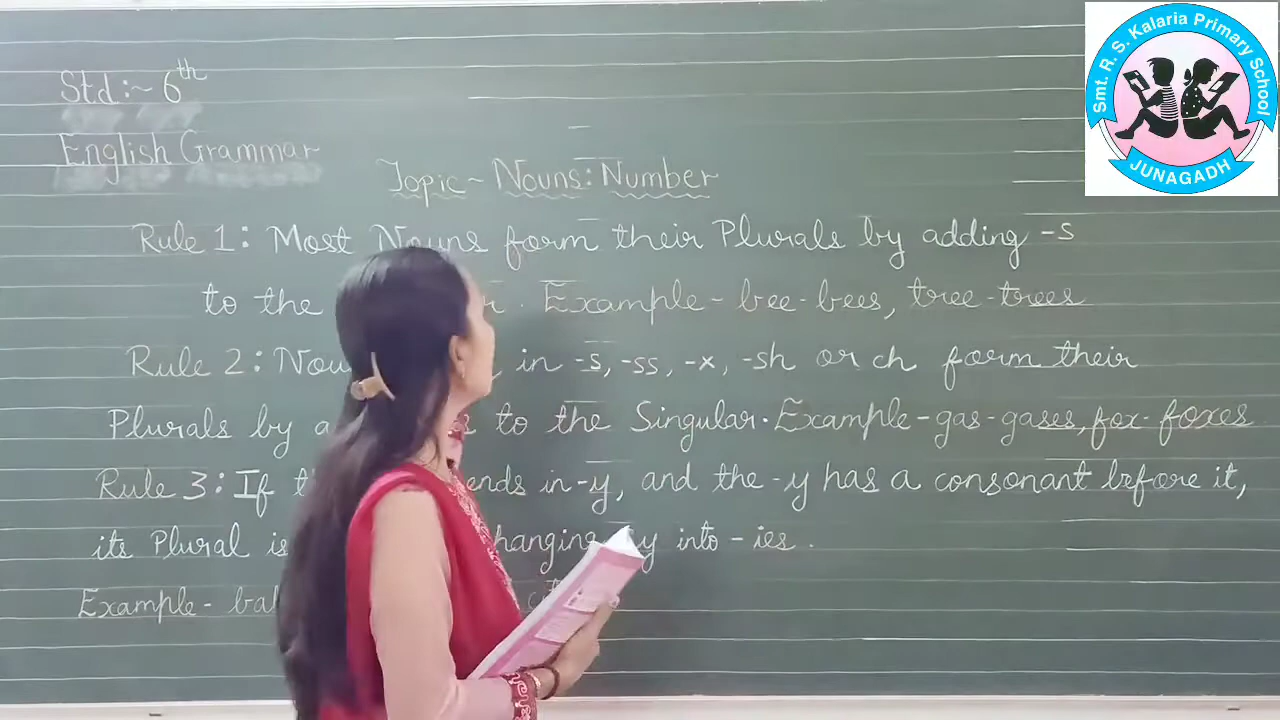 Std :~ 6th
English Grammar
Topic ~ Nouns: Number
Rule 1: Most Nouns form their Plurals by adding -s
to the . Example - bee - bees, tree - trees
Rule 2: in -s, -ss, -x, -sh or ch form their
Plurals by to the Singular. Example - gas - gases, fox - foxes
Rule 3: If ends in -y, and the -y has a consonant before it,
its Plural is y into - ies .
Example -
Smt. R. S. Kalaria Primary School
JUNAGADH